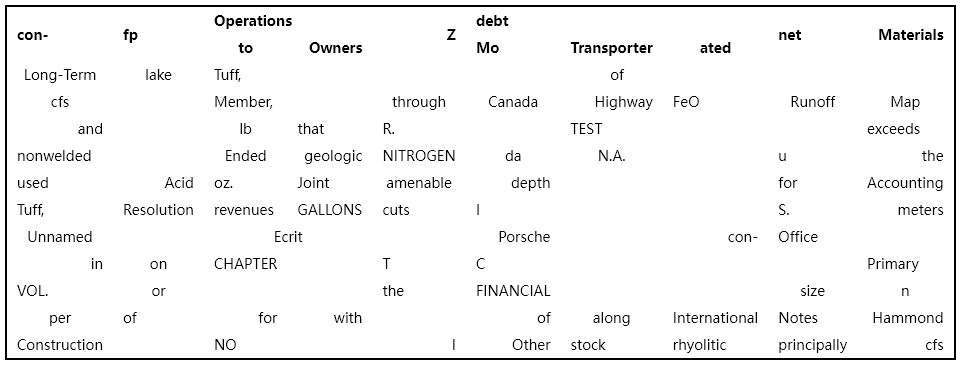 Operations debt
con- fp Z net Materials
to Owners Mo Transporter ated
Long-Term lake Tuff, of
cfs Member, through Canada Highway FeO Runoff Map
and lb that R. TEST exceeds
nonwelded Ended geologic NITROGEN da N.A. u the
used Acid oz. Joint amenable depth for Accounting
Tuff, Resolution revenues GALLONS cuts I S. meters
Unnamed Ecrit Porsche con- Office
in on CHAPTER T C Primary
VOL. or the FINANCIAL size n
per of for with of along International Notes Hammond
Construction NO I Other stock rhyolitic principally cfs